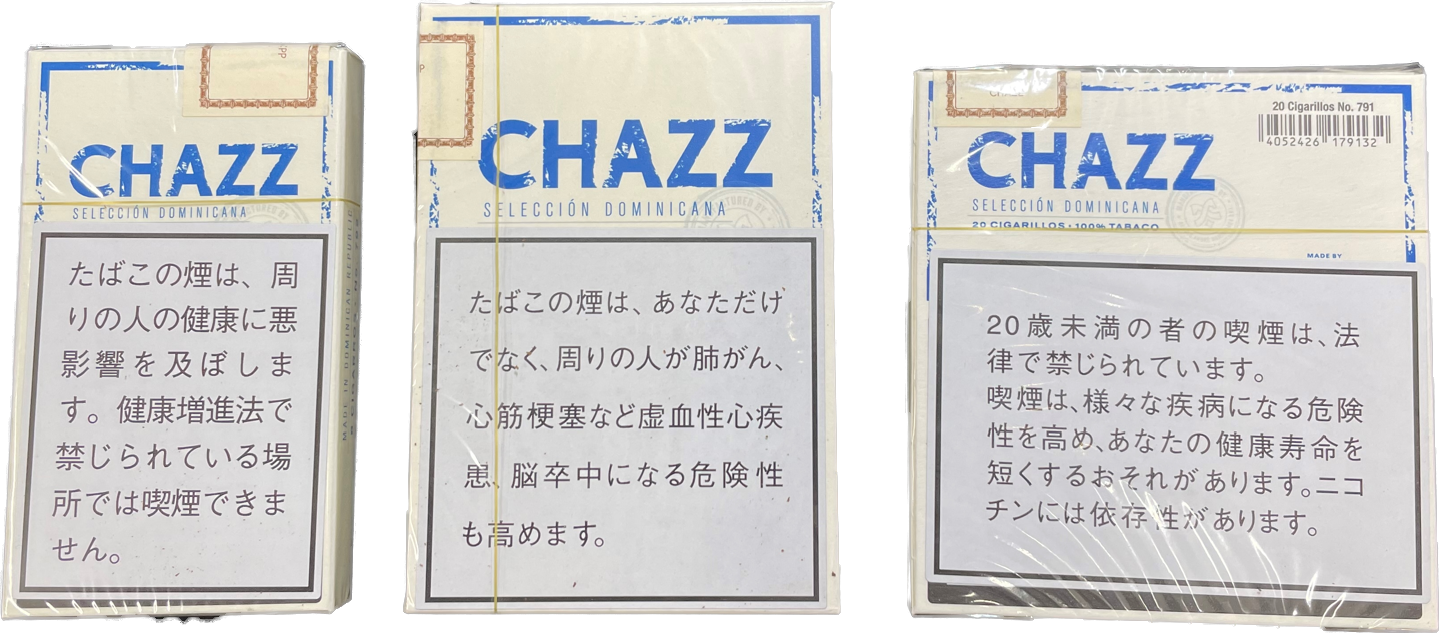 CHAZZ
SELECCIÓN DOMINICANA
たばこの煙は、周
りの人の健康に悪
影響を及ぼしま
す。健康増進法で
禁じられている場
所では喫煙できま
せん。
MADE IN DOMINICAN REPUBLIC
CHAZZ
SELECCIÓN DOMINICANA
たばこの煙は、あなただけ
でなく、周りの人が肺がん、
心筋梗塞など虚血性心疾
患、脳卒中になる危険性
も高めます。
20 Cigarillos No. 791
4052426 179132
CHAZZ
SELECCIÓN DOMINICANA
20 CIGARILLOS • 100% TABACO
MADE BY
20歳未満の者の喫煙は、法
律で禁じられています。
喫煙は、様々な疾病になる危険
性を高め、あなたの健康寿命を
短くするおそれがあります。ニコ
チンには依存性があります。